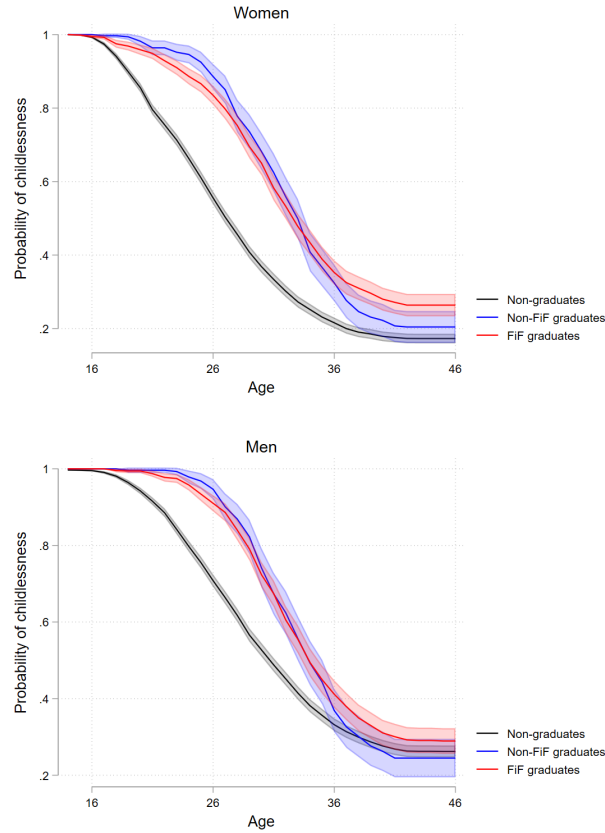 Women
Probability of childlessness
1
.8
.6
.4
.2
16 26 36 46
Age
Non-graduates
Non-FiF graduates
FiF graduates
Men
Probability of childlessness
1
.8
.6
.4
.2
16 26 36 46
Age
Non-graduates
Non-FiF graduates
FiF graduates